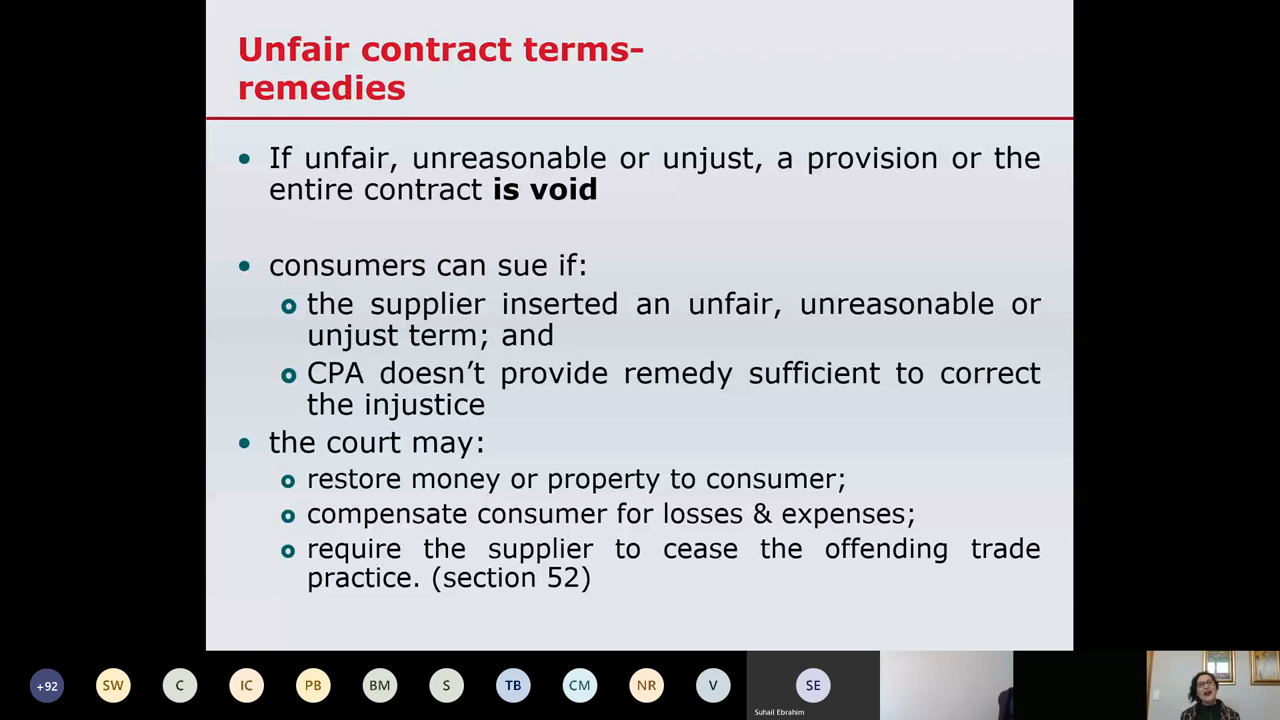 Unfair contract terms-
remedies
• If unfair, unreasonable or unjust, a provision or the
entire contract is void
• consumers can sue if:
the supplier inserted an unfair, unreasonable or
unjust term; and
CPA doesn’t provide remedy sufficient to correct
the injustice
• the court may:
restore money or property to consumer;
compensate consumer for losses & expenses;
require the supplier to cease the offending trade
practice. (section 52)
+92 SW C IC PB BM S TB CM NR V SE
Suhail Ebrahim